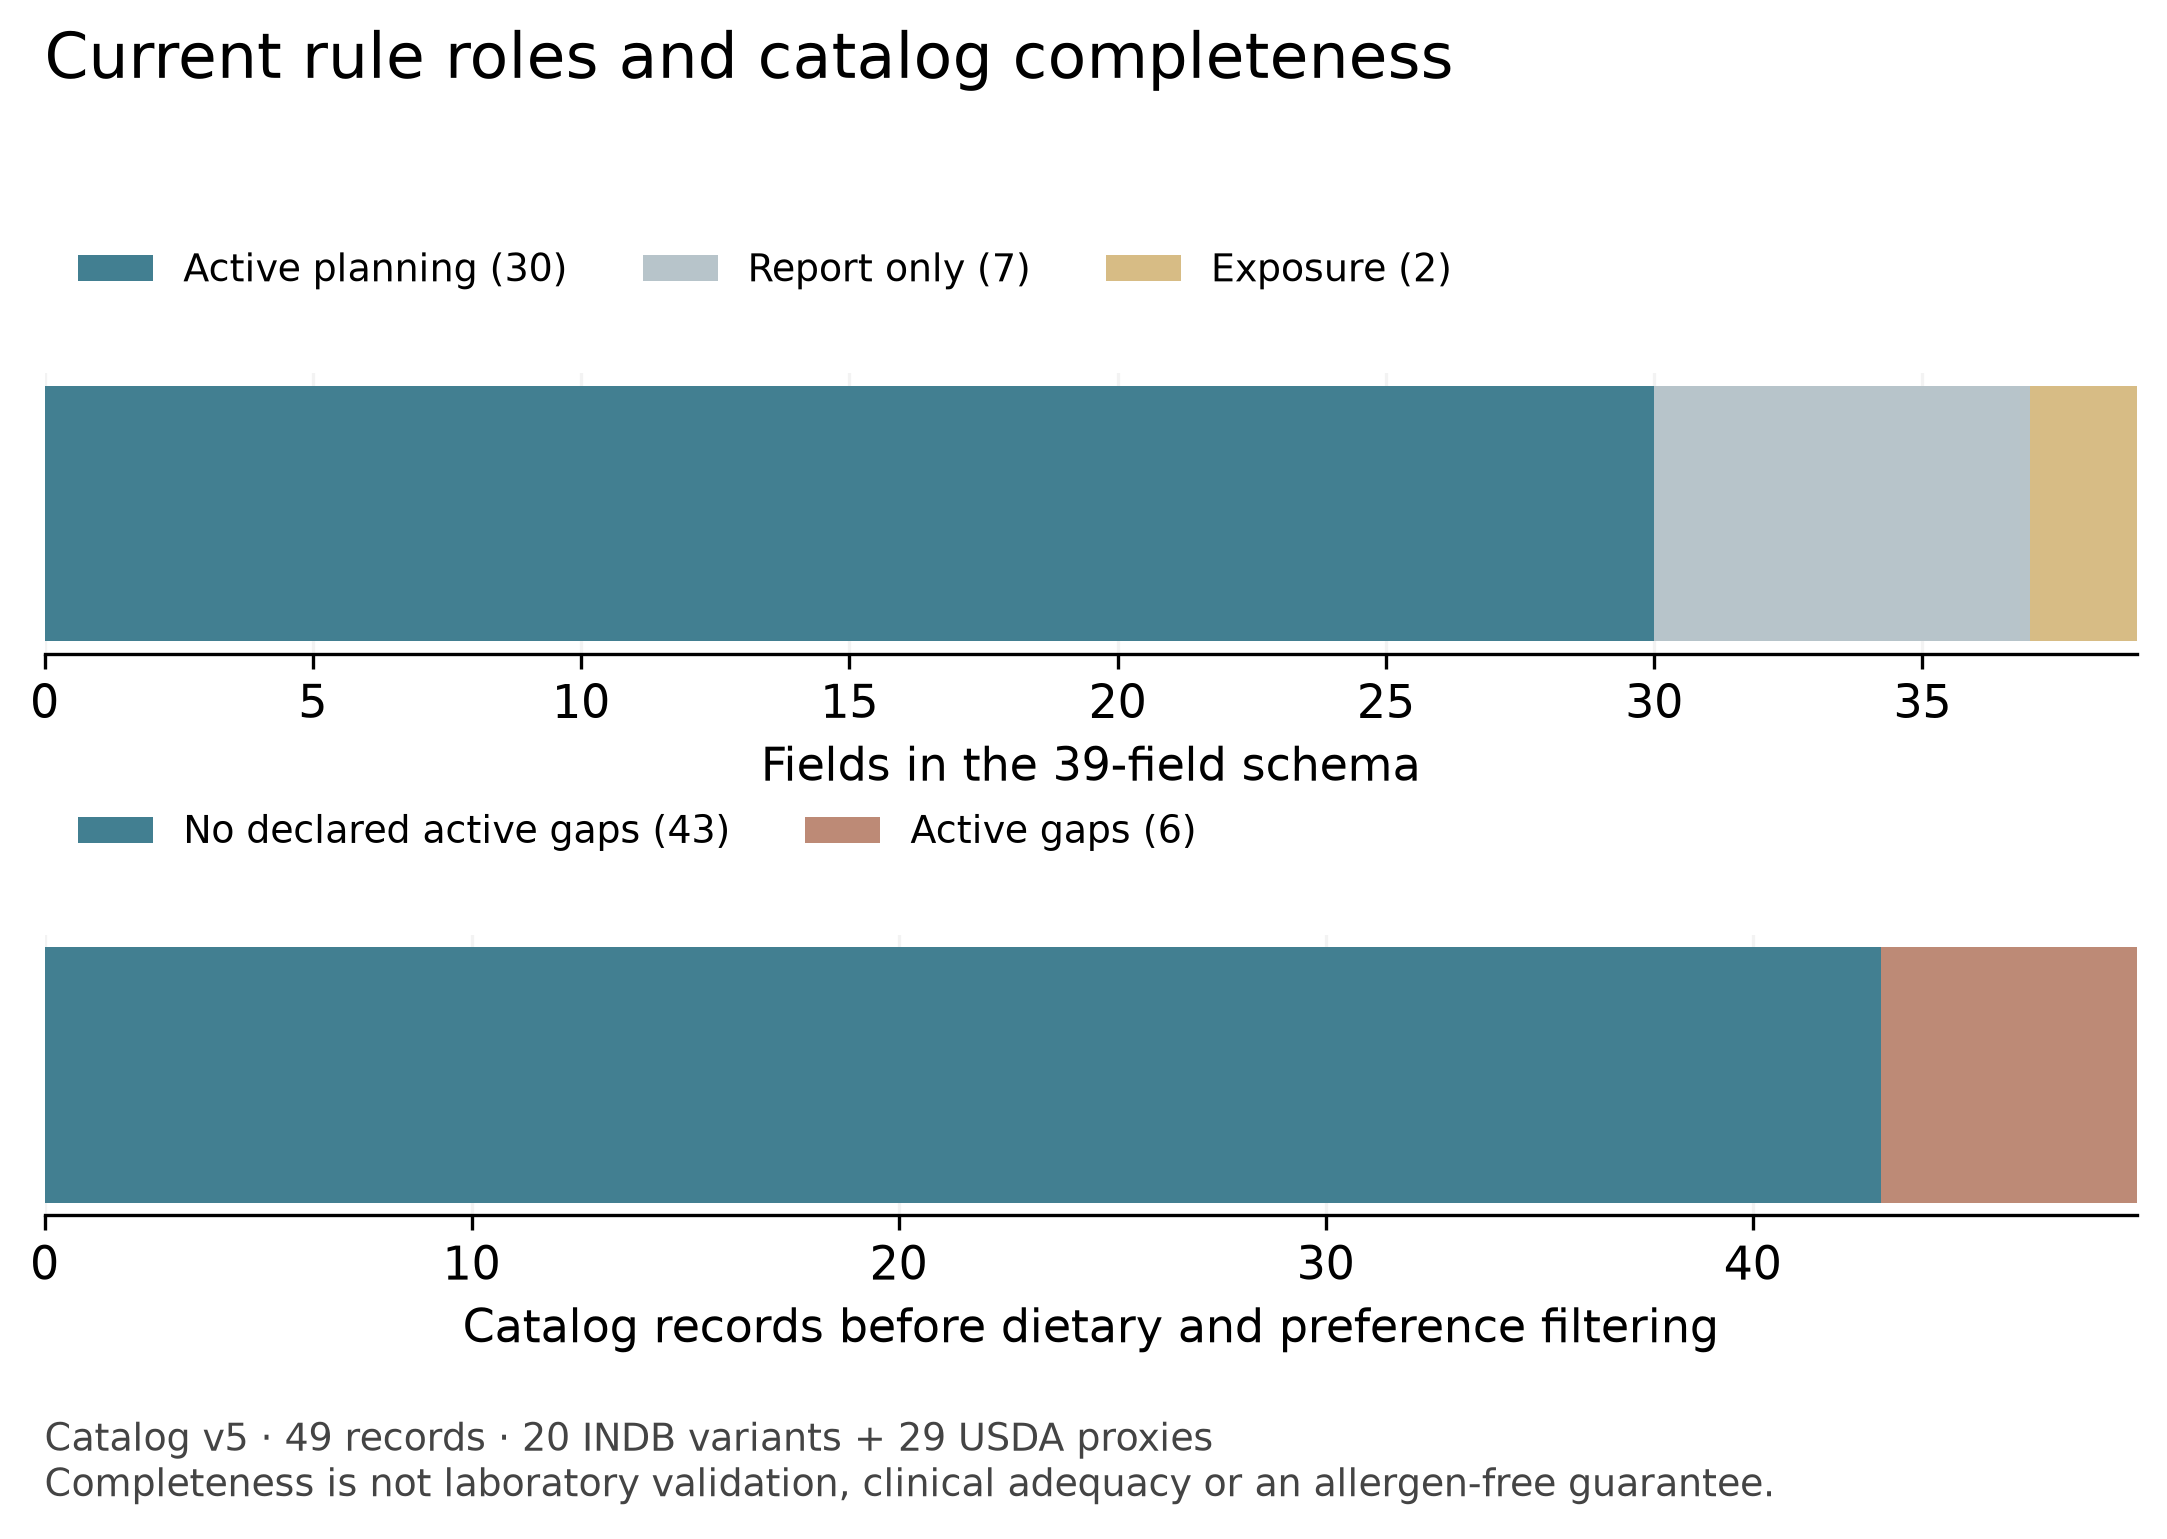 Current rule roles and catalog completeness
Active planning (30) Report only (7) Exposure (2)
0 5 10 15 20 25 30 35
Fields in the 39-field schema
No declared active gaps (43) Active gaps (6)
0 10 20 30 40
Catalog records before dietary and preference filtering
Catalog v5 · 49 records · 20 INDB variants + 29 USDA proxies
Completeness is not laboratory validation, clinical adequacy or an allergen-free guarantee.